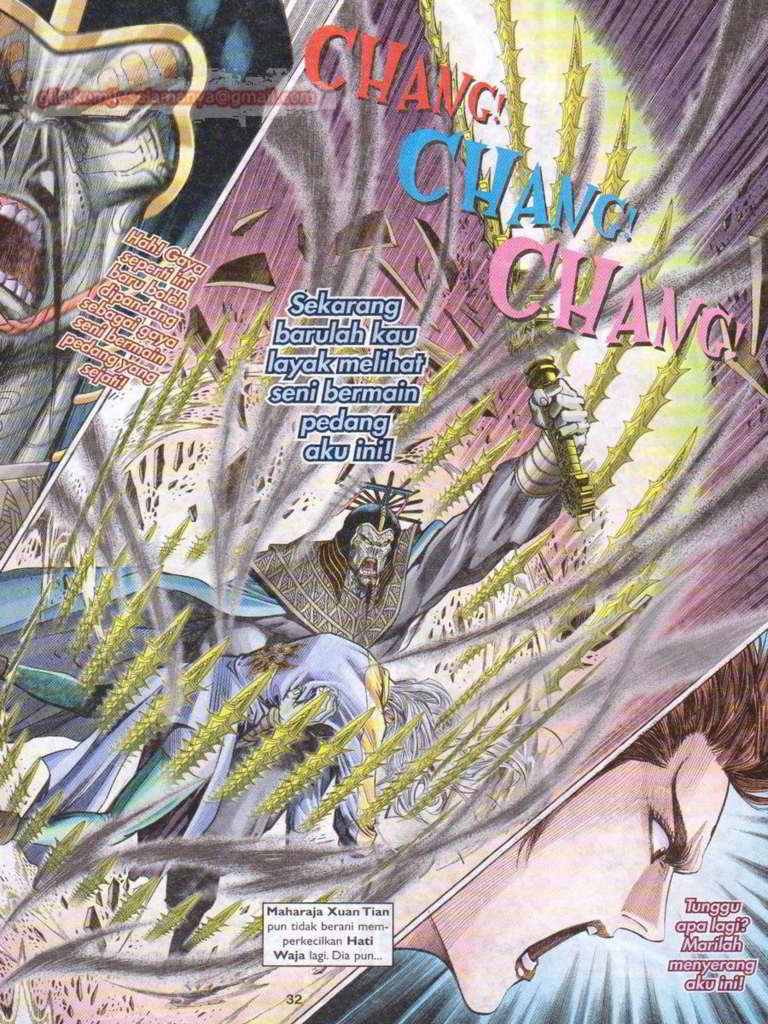 CHANG!
CHANG!
CHANG!
Hah! Gaya
seperti ini
baru boleh
dipandang
sebagai gaya
seni bermain
pedang yang
sejati!
Sekarang
barulah kau
layak melihat
seni bermain
pedang
aku ini!
Maharaja Xuan Tian
pun tidak berani mem-
perkecilkan Hati
Waja lagi. Dia pun...
Tunggu
apa lagi?
Marilah
menyerang
aku ini!
32